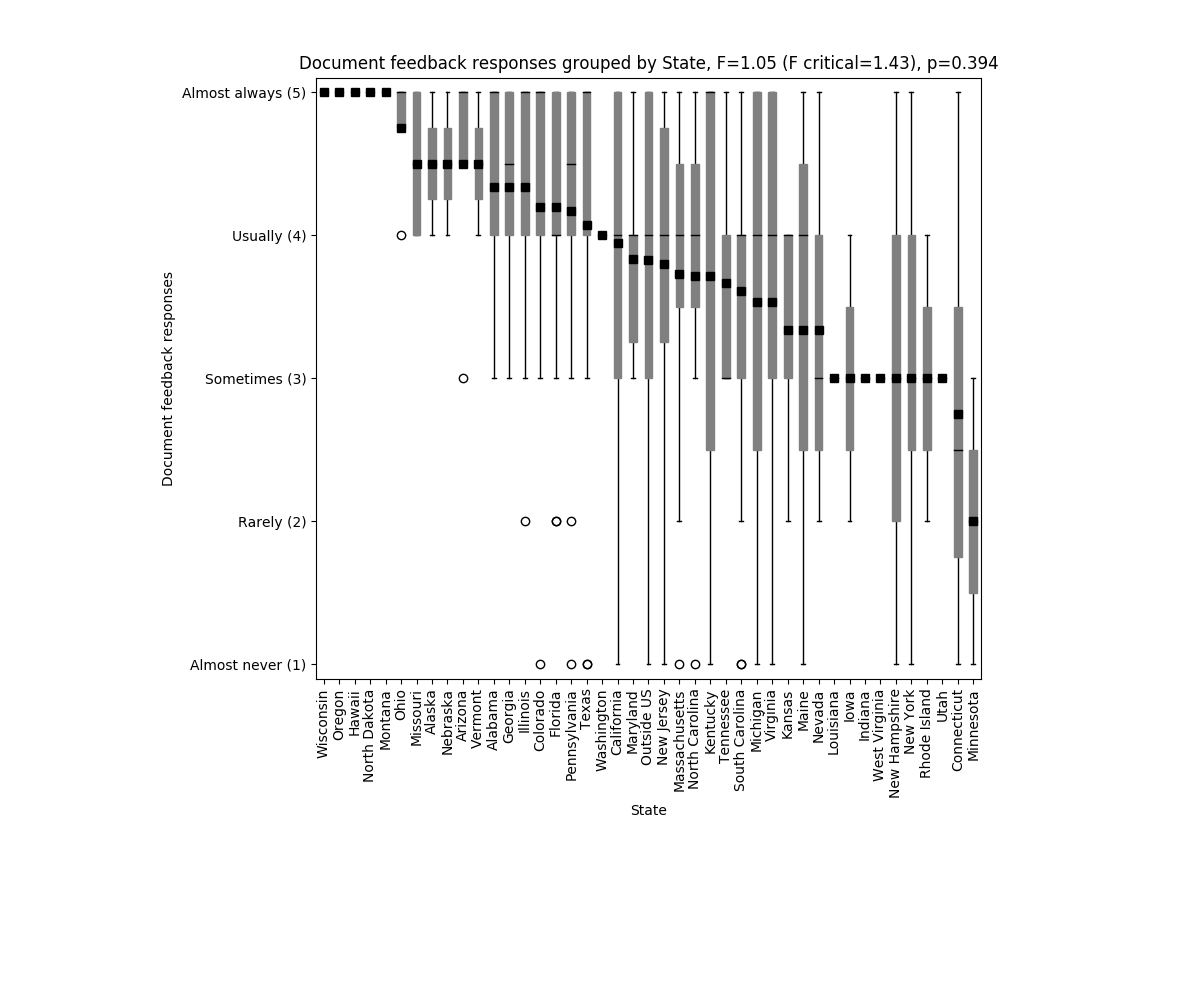 Document feedback responses grouped by State, F=1.05 (F critical=1.43), p=0.394
Almost always (5)
Usually (4)
Sometimes (3)
Rarely (2)
Almost never (1)
Document feedback responses
Wisconsin
Oregon
Hawaii
North Dakota
Montana
Ohio
Missouri
Alaska
Nebraska
Arizona
Vermont
Alabama
Georgia
Illinois
Colorado
Florida
Pennsylvania
Texas
Washington
California
Maryland
Outside US
New Jersey
Massachusetts
North Carolina
Kentucky
Tennessee
South Carolina
Michigan
Virginia
Kansas
Maine
Nevada
Louisiana
Iowa
Indiana
West Virginia
New Hampshire
New York
Rhode Island
Utah
Connecticut
Minnesota
State